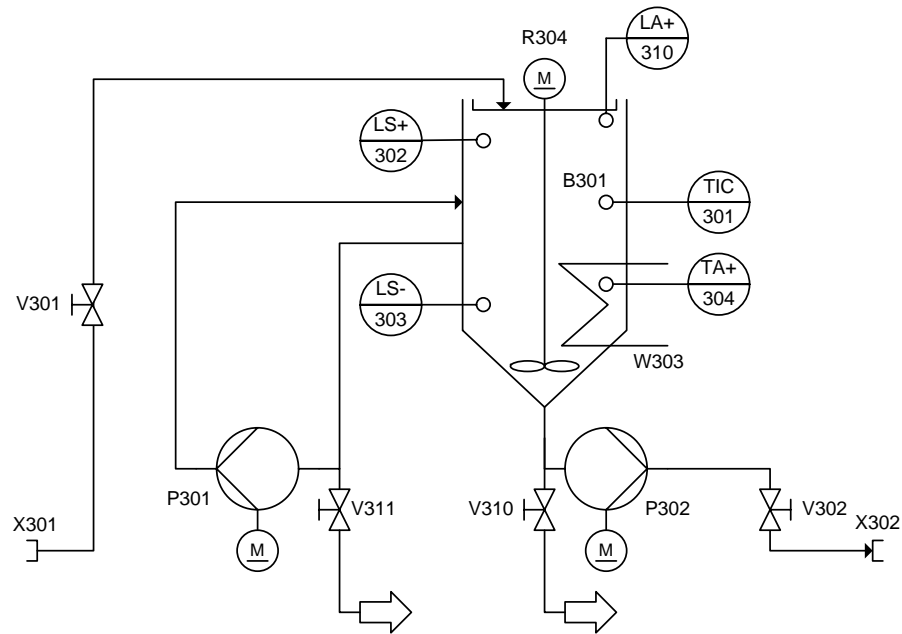 LA+
310
R304
M
LS+
302
B301
TIC
301
V301
LS-
303
TA+
304
W303
P301
V311
V310
P302
V302
X301
X302
M
M